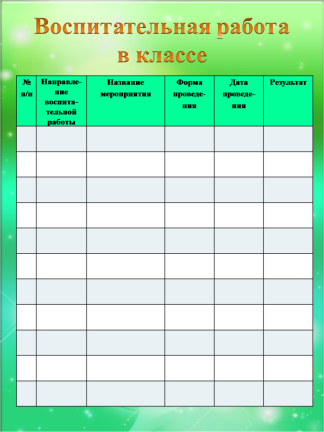 Воспитательная работа
в классе
№ п/п
Направле-
ние
воспита-
тельной
работы
Название
мероприятия
Форма
проведе-
ния
Дата
проведе-
ния
Результат